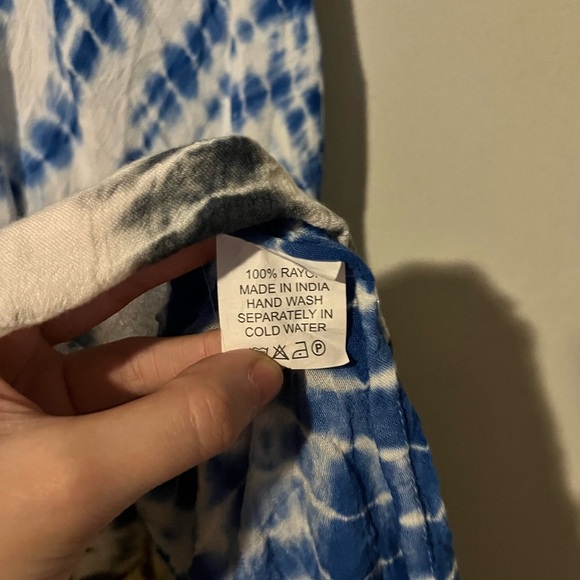 100% RAYO
MADE IN INDIA
HAND WASH
SEPARATELY IN
COLD WATER
P